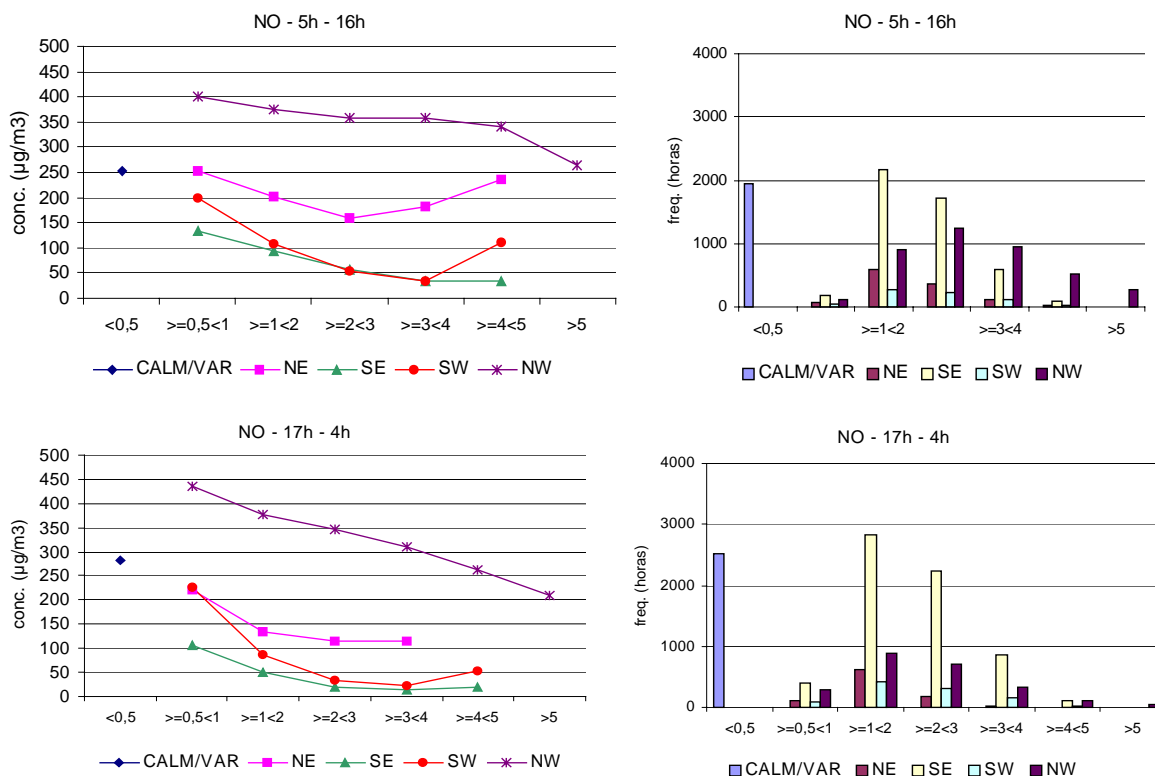 NO - 5h - 16h
conc. (µg/m3)
500
450
400
350
300
250
200
150
100
50
0
<0,5 >=0,5<1 >=1<2 >=2<3 >=3<4 >=4<5 >5
CALM/VAR NE SE SW NW
NO - 5h - 16h
freq. (horas)
4000
3000
2000
1000
0
<0,5 >=1<2 >=3<4 >5
CALM/VAR NE SE SW NW
NO - 17h - 4h
conc. (µg/m3)
500
450
400
350
300
250
200
150
100
50
0
<0,5 >=0,5<1 >=1<2 >=2<3 >=3<4 >=4<5 >5
CALM/VAR NE SE SW NW
NO - 17h - 4h
freq. (horas)
4000
3000
2000
1000
0
<0,5 >=0,5<1 >=1<2 >=2<3 >=3<4 >=4<5 >5
CALM/VAR NE SE SW NW